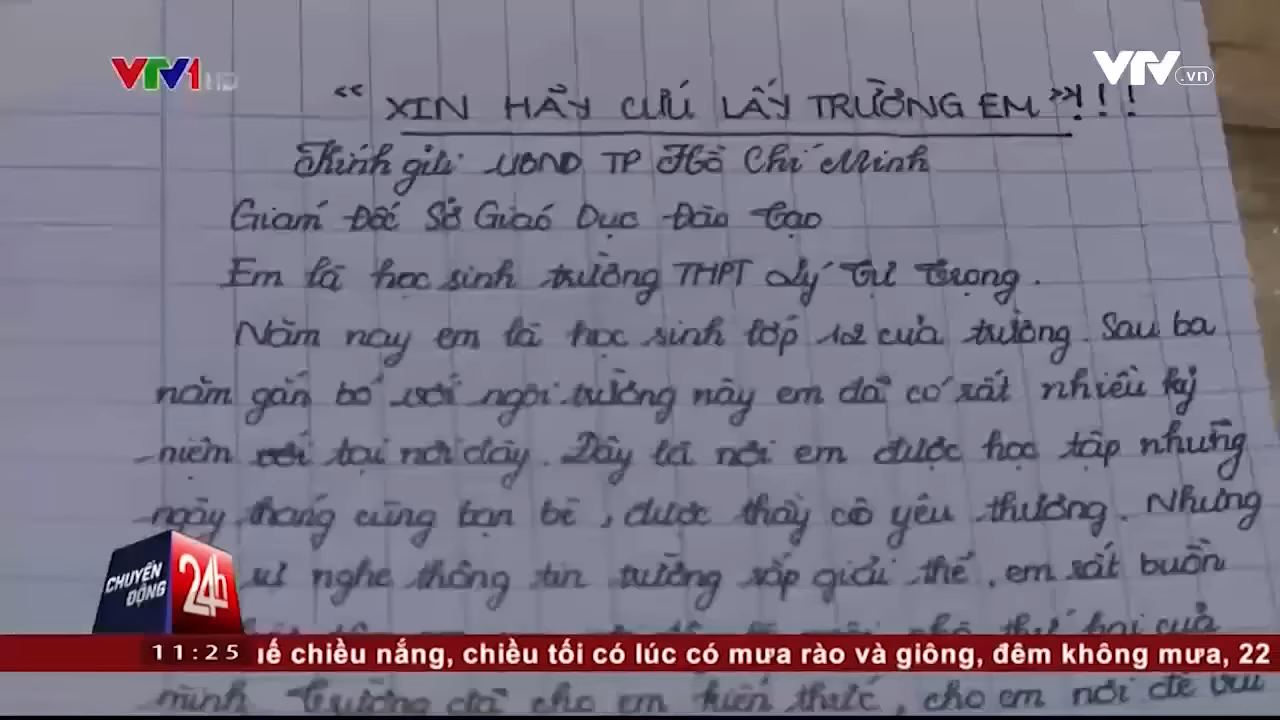 VTV1 HD
VTV.vn
“ XIN HÃY CỨU LẤY TRƯỜNG EM ”!!!
Kính gửi: UBND TP Hồ Chí Minh
Giám Đốc Sở Giáo Dục Đào Tạo
Em là học sinh trường THPT Lý Tự Trọng.
Năm nay em là học sinh lớp 12 của trường. Sau ba
năm gắn bó với ngôi trường này em đã có rất nhiều kỷ
niệm tại nơi đây. Đây là nơi em được học tập những
ngày tháng cùng bạn bè, được thầy cô yêu thương. Nhưng
nghe thông tin trường sắp giải thể, em rất buồn
thứ hai của
mình trường đã cho em kiến thức, cho em nơi để vui
CHUYỂN ĐỘNG 24h
11:25 uế chiều nắng, chiều tối có lúc có mưa rào và giông, đêm không mưa, 22